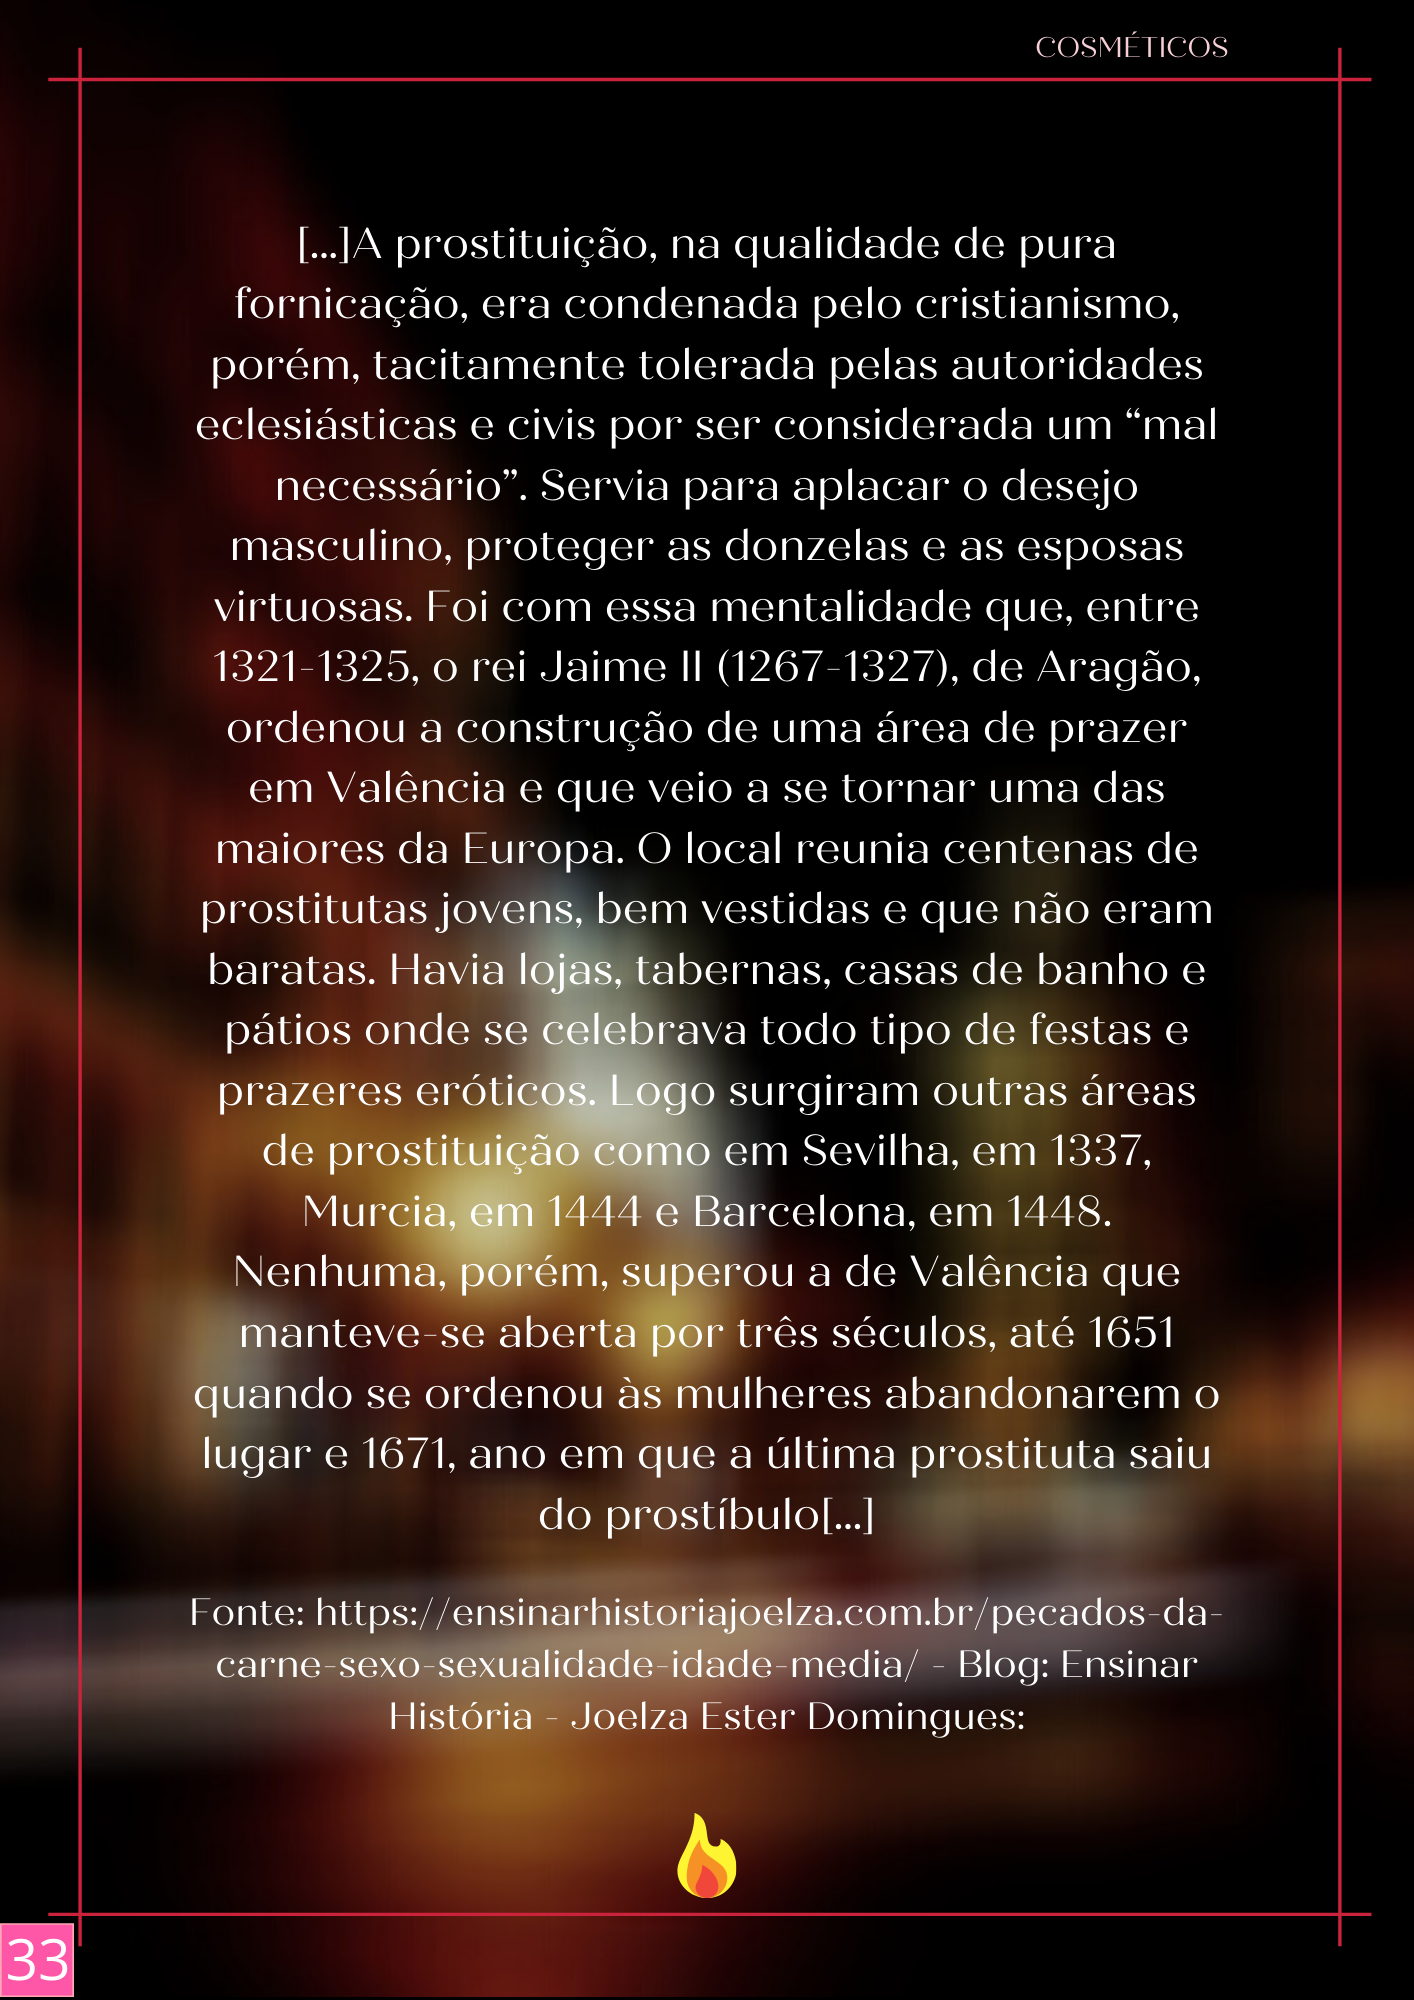 COSMÉTICOS
[...]A prostituição, na qualidade de pura
fornicação, era condenada pelo cristianismo,
porém, tacitamente tolerada pelas autoridades
eclesiásticas e civis por ser considerada um “mal
necessário”. Servia para aplacar o desejo
masculino, proteger as donzelas e as esposas
virtuosas. Foi com essa mentalidade que, entre
1321-1325, o rei Jaime II (1267-1327), de Aragão,
ordenou a construção de uma área de prazer
em Valência e que veio a se tornar uma das
maiores da Europa. O local reunia centenas de
prostitutas jovens, bem vestidas e que não eram
baratas. Havia lojas, tabernas, casas de banho e
pátios onde se celebrava todo tipo de festas e
prazeres eróticos. Logo surgiram outras áreas
de prostituição como em Sevilha, em 1337,
Murcia, em 1444 e Barcelona, em 1448.
Nenhuma, porém, superou a de Valência que
manteve-se aberta por três séculos, até 1651
quando se ordenou às mulheres abandonarem o
lugar e 1671, ano em que a última prostituta saiu
do prostíbulo[...]
Fonte: https://ensinarhistoriajoelza.com.br/pecados-da-
carne-sexo-sexualidade-idade-media/ - Blog: Ensinar
História - Joelza Ester Domingues:
33